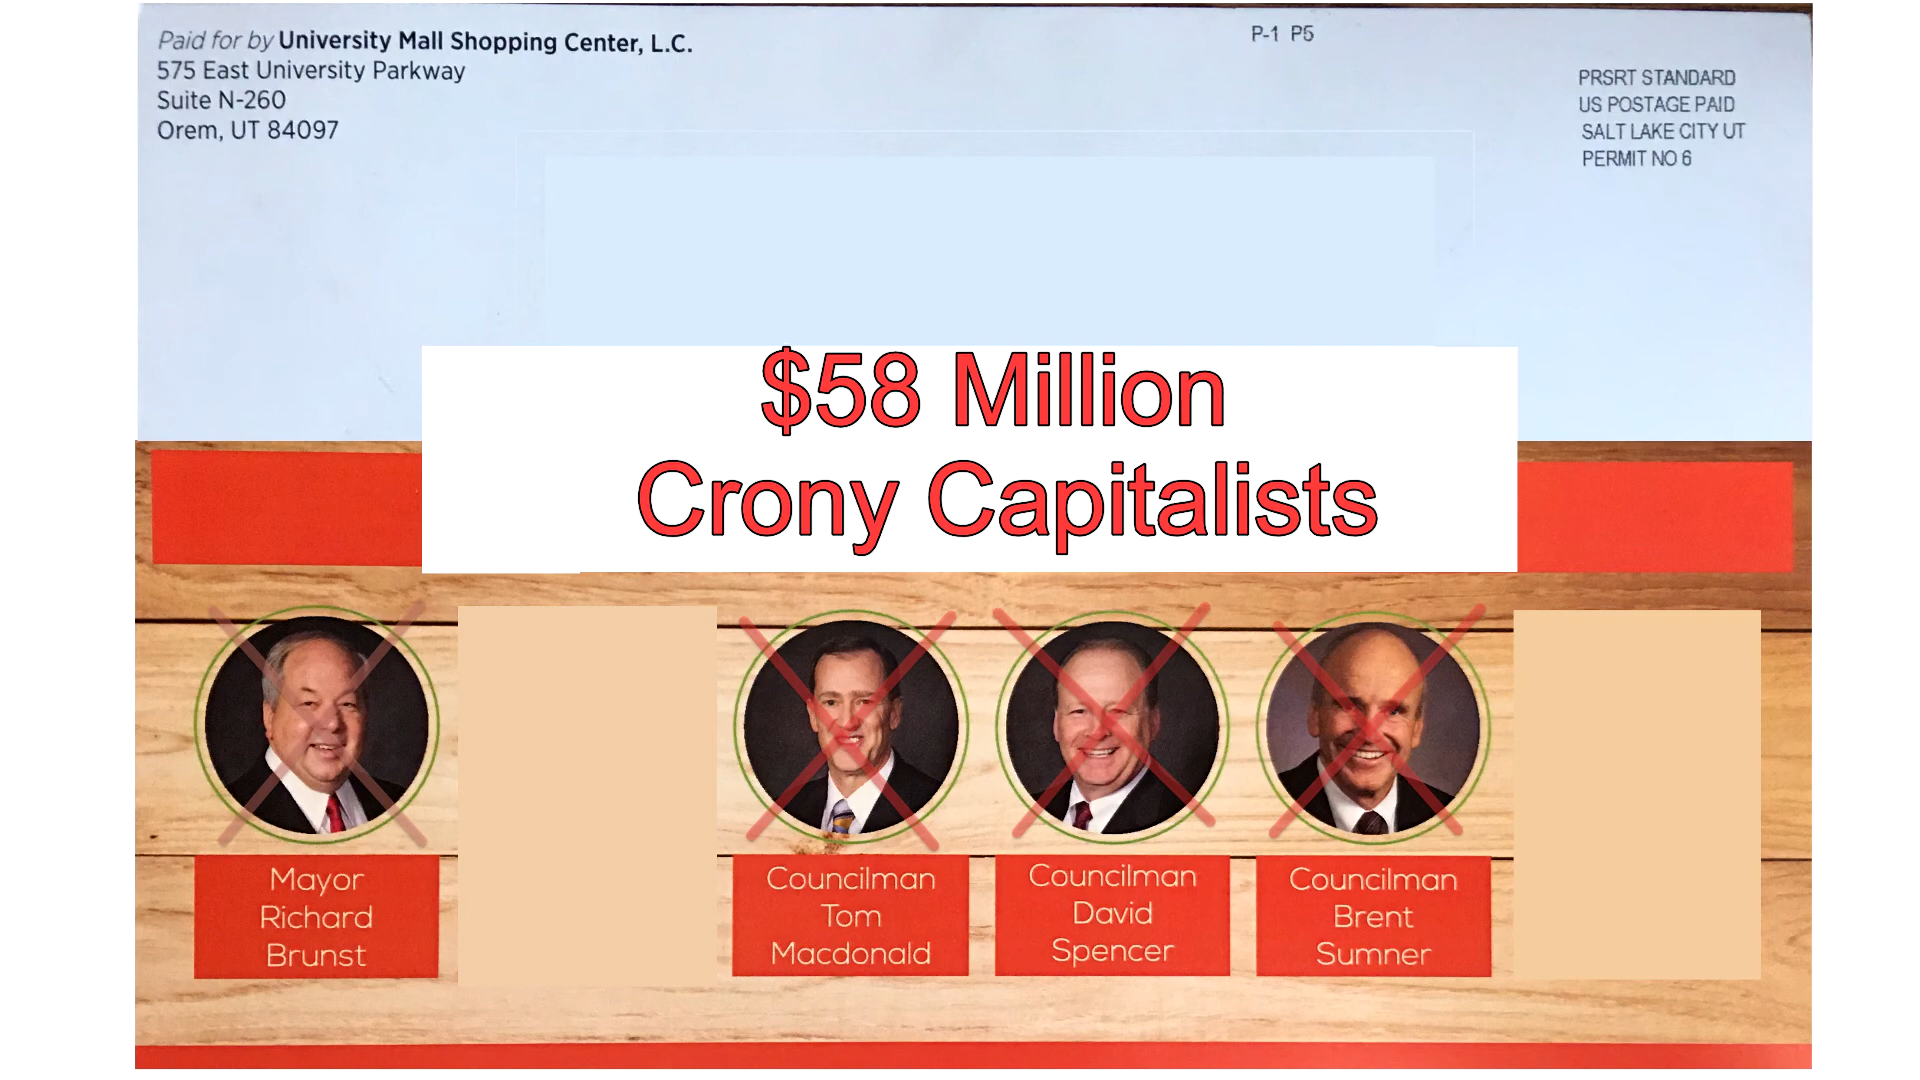 Paid for by University Mall Shopping Center, L.C.
575 East University Parkway
Suite N-260
Orem, UT 84097
P-1 P5
PRSRT STANDARD
US POSTAGE PAID
SALT LAKE CITY UT
PERMIT NO 6
$58 Million
Crony Capitalists
Mayor
Richard
Brunst
Councilman
Tom
Macdonald
Councilman
David
Spencer
Councilman
Brent
Sumner